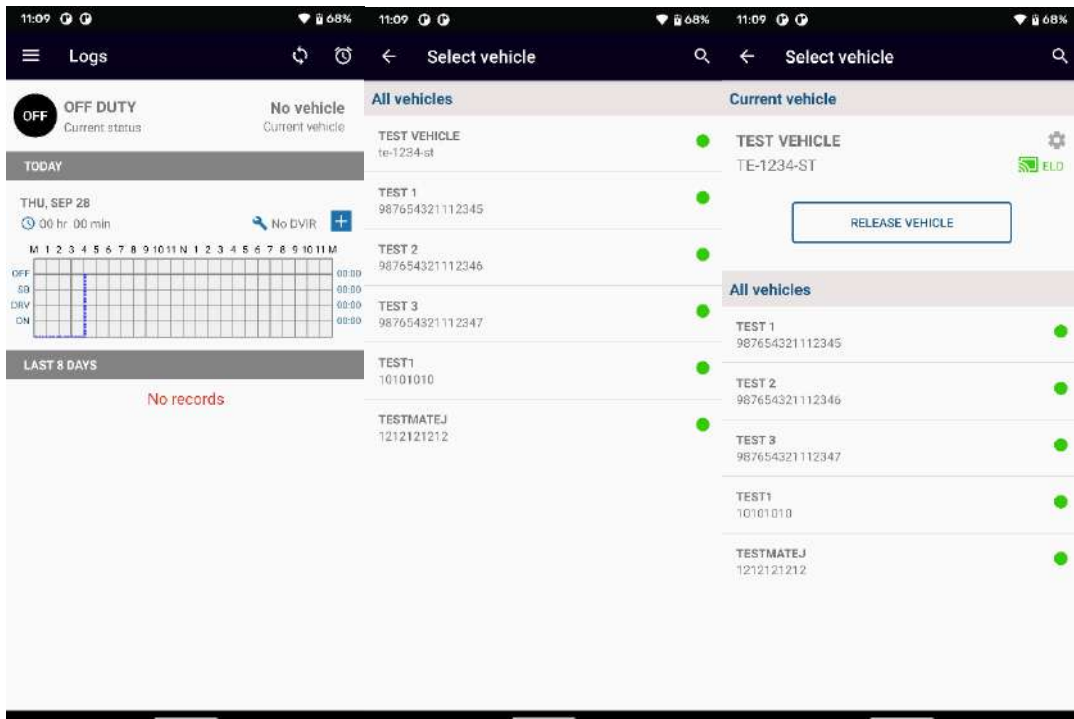 11:09 68%
Logs
OFF OFF DUTY
Current status
No vehicle
Current vehicle
TODAY
THU, SEP 28
00 hr 00 min
No DVIR +
M 1 2 3 4 5 6 7 8 9 10 11 N 1 2 3 4 5 6 7 8 9 10 11 M
OFF 00:00
SB 00:00
DRV 00:00
ON 00:00
LAST 8 DAYS
No records
11:09 68%
Select vehicle
All vehicles
TEST VEHICLE
te-1234-st
TEST 1
987654321112345
TEST 2
987654321112346
TEST 3
987654321112347
TEST1
10101010
TESTMATEJ
1212121212
11:09 68%
Select vehicle
Current vehicle
TEST VEHICLE
TE-1234-ST
ELD
RELEASE VEHICLE
All vehicles
TEST 1
987654321112345
TEST 2
987654321112346
TEST 3
987654321112347
TEST1
10101010
TESTMATEJ
1212121212